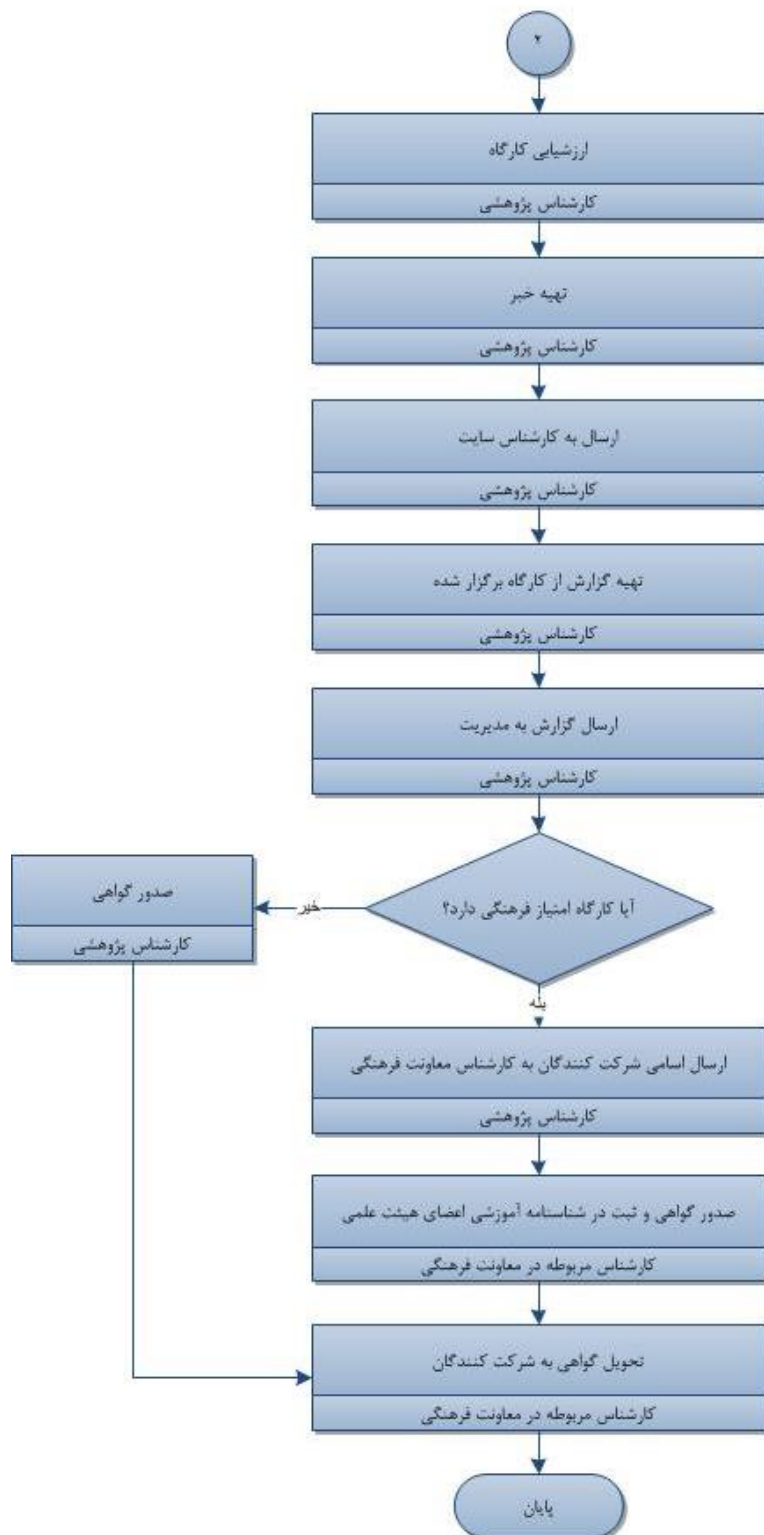 ۲
ارزشیابی کارگاه
کارشناس پژوهشی
تهیه خبر
کارشناس پژوهشی
ارسال به کارشناس سایت
کارشناس پژوهشی
تهیه گزارش از کارگاه برگزار شده
کارشناس پژوهشی
ارسال گزارش به مدیریت
کارشناس پژوهشی
آیا کارگاه امتیاز فرهنگی دارد؟
خیر
صدور گواهی
کارشناس پژوهشی
بله
ارسال اسامی شرکت کنندگان به کارشناس معاونت فرهنگی
کارشناس پژوهشی
صدور گواهی و ثبت در شناسنامه آموزشی اعضای هیئت علمی
کارشناس مربوطه در معاونت فرهنگی
تحویل گواهی به شرکت کنندگان
کارشناس مربوطه در معاونت فرهنگی
پایان